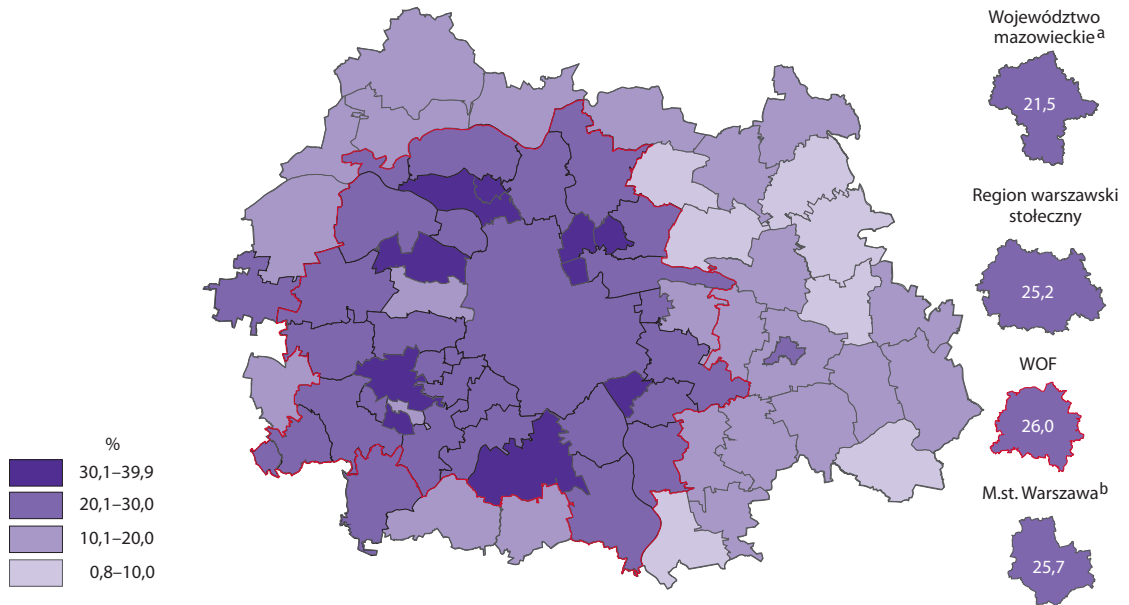 Województwo
mazowieckie a
21,5
Region warszawski
stołeczny
25,2
WOF
26,0
M.st. Warszawa b
25,7
%
30,1–39,9
20,1–30,0
10,1–20,0
0,8–10,0